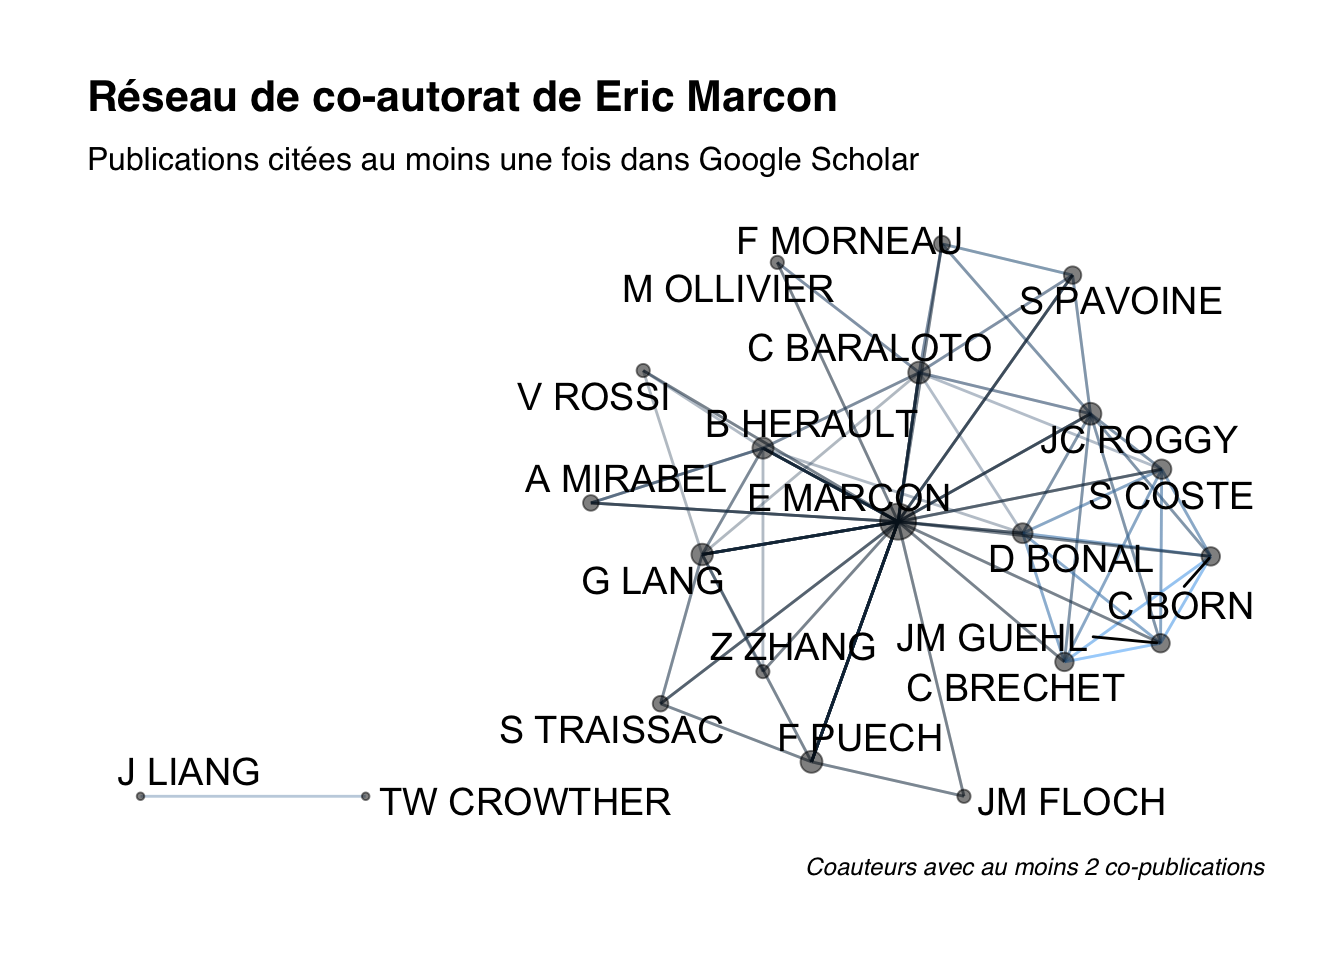 Réseau de co-autorat de Eric Marcon
Publications citées au moins une fois dans Google Scholar
F MORNEAU
M OLLIVIER
S PAVOINE
C BARALOTO
V ROSSI
B HERAULT
JC ROGGY
A MIRABEL
E MARCON
S COSTE
D BONAL
G LANG
C BORN
Z ZHANG
JM GUEHL
C BRECHET
S TRAISSAC
F PUECH
J LIANG
TW CROWTHER
JM FLOCH
Coauteurs avec au moins 2 co-publications